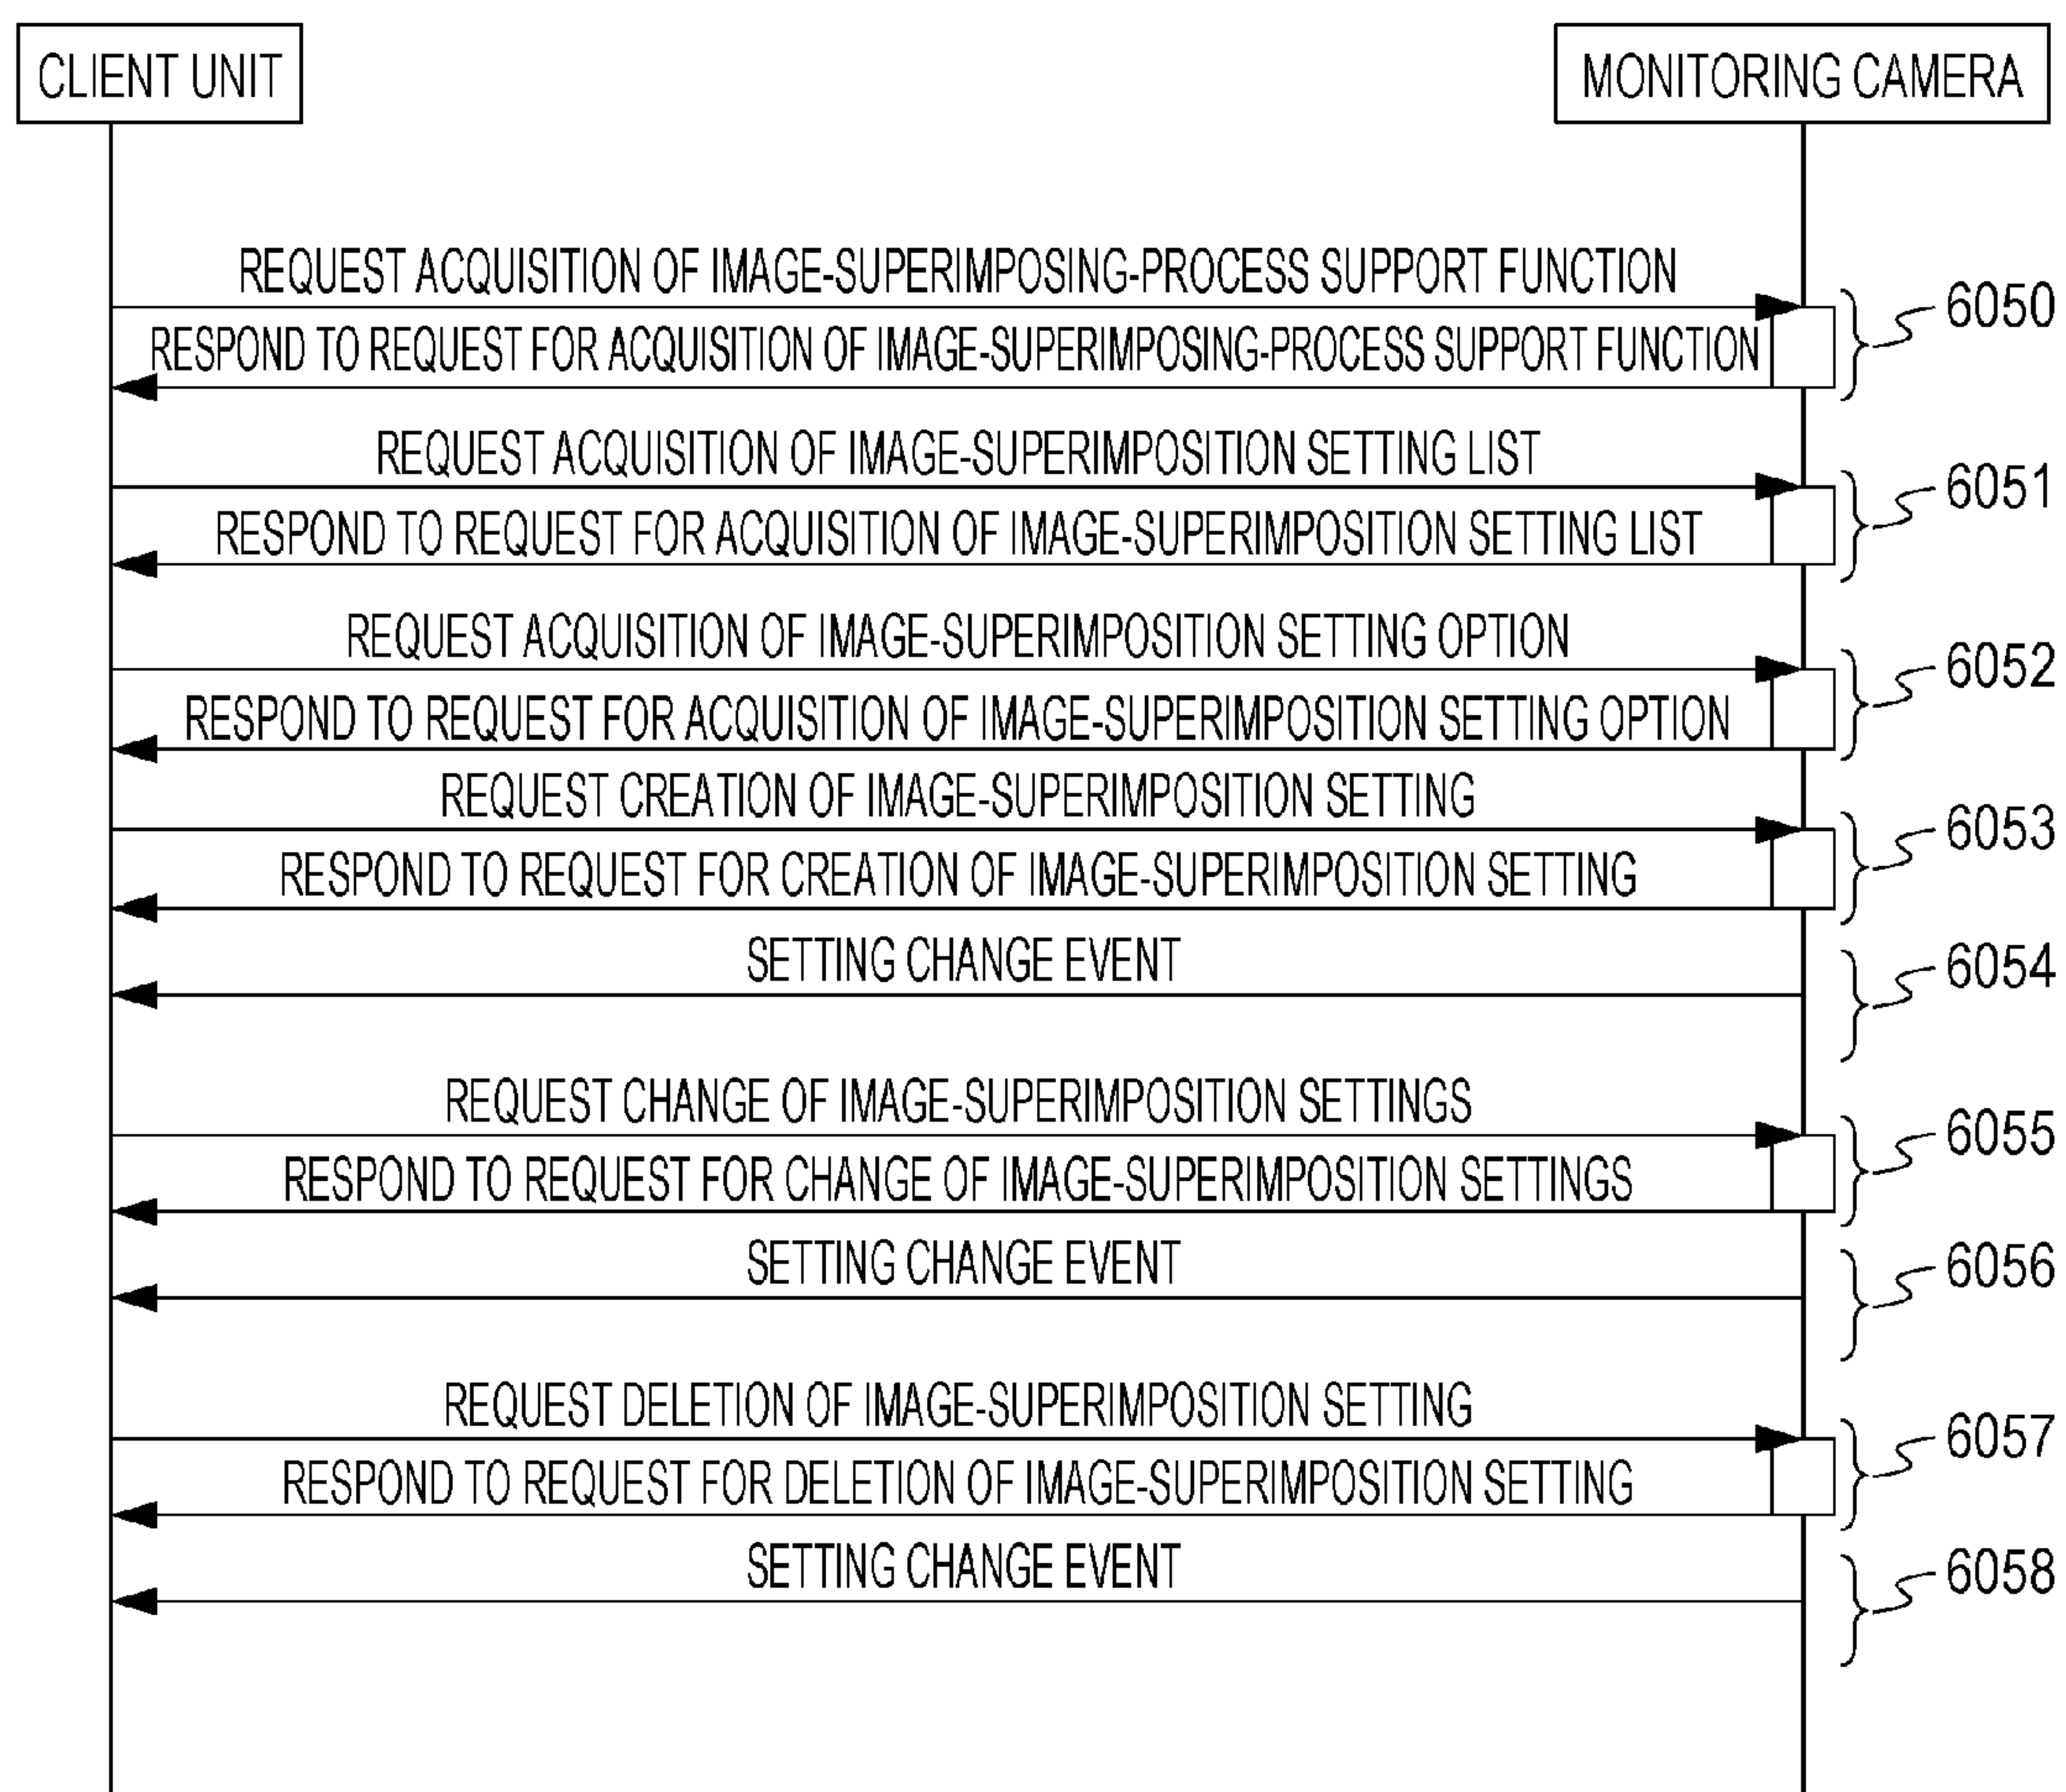 CLIENT UNIT
MONITORING CAMERA
REQUEST ACQUISITION OF IMAGE-SUPERIMPOSING-PROCESS SUPPORT FUNCTION
6050
RESPOND TO REQUEST FOR ACQUISITION OF IMAGE-SUPERIMPOSING-PROCESS SUPPORT FUNCTION
REQUEST ACQUISITION OF IMAGE-SUPERIMPOSITION SETTING LIST
6051
RESPOND TO REQUEST FOR ACQUISITION OF IMAGE-SUPERIMPOSITION SETTING LIST
REQUEST ACQUISITION OF IMAGE-SUPERIMPOSITION SETTING OPTION
6052
RESPOND TO REQUEST FOR ACQUISITION OF IMAGE-SUPERIMPOSITION SETTING OPTION
REQUEST CREATION OF IMAGE-SUPERIMPOSITION SETTING
6053
RESPOND TO REQUEST FOR CREATION OF IMAGE-SUPERIMPOSITION SETTING
SETTING CHANGE EVENT
6054
REQUEST CHANGE OF IMAGE-SUPERIMPOSITION SETTINGS
6055
RESPOND TO REQUEST FOR CHANGE OF IMAGE-SUPERIMPOSITION SETTINGS
SETTING CHANGE EVENT
6056
REQUEST DELETION OF IMAGE-SUPERIMPOSITION SETTING
6057
RESPOND TO REQUEST FOR DELETION OF IMAGE-SUPERIMPOSITION SETTING
SETTING CHANGE EVENT
6058